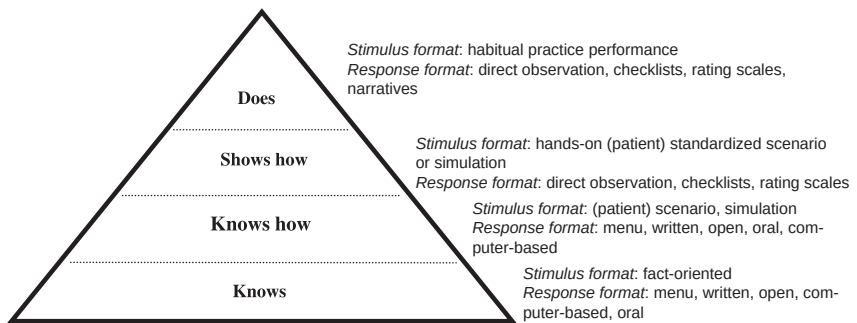 Stimulus format: habitual practice performance
Response format: direct observation, checklists, rating scales,
narratives
Does
Stimulus format: hands-on (patient) standardized scenario
or simulation
Response format: direct observation, checklists, rating scales
Shows how
Stimulus format: (patient) scenario, simulation
Response format: menu, written, open, oral, com-
puter-based
Knows how
Stimulus format: fact-oriented
Response format: menu, written, open, com-
puter-based, oral
Knows